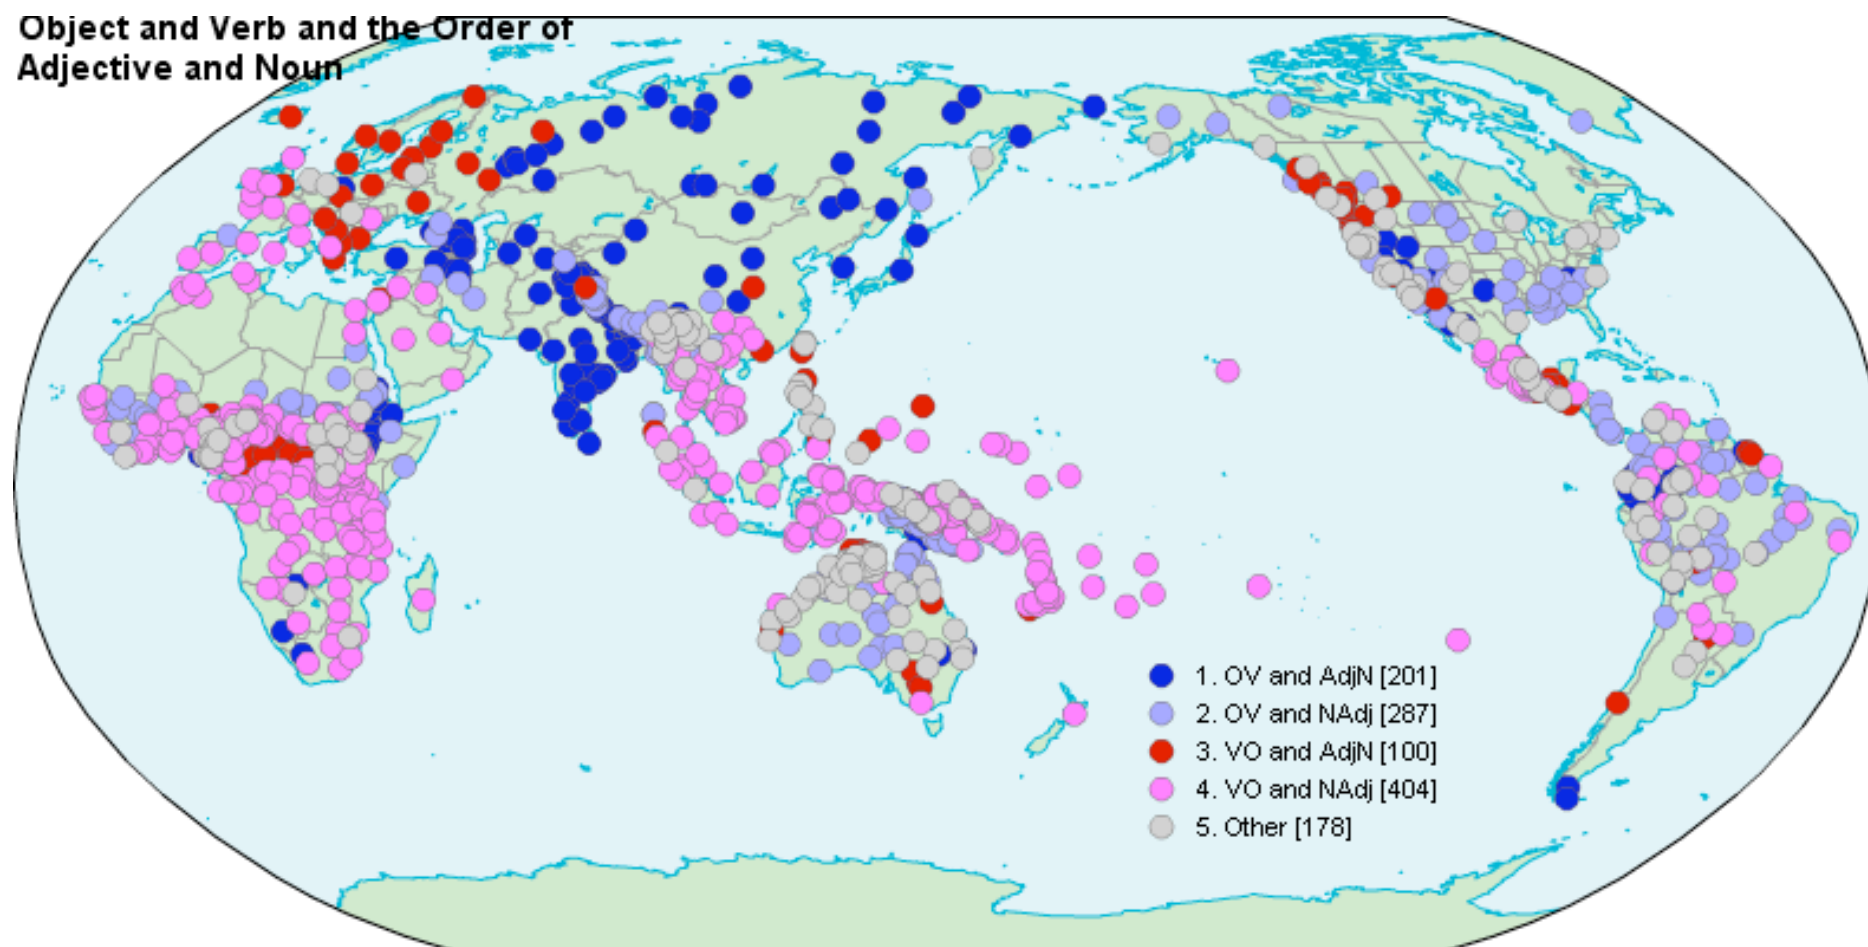 Object and Verb and the Order of
Adjective and Noun
1. OV and AdjN [201]
2. OV and NAdj [287]
3. VO and AdjN [100]
4. VO and NAdj [404]
5. Other [178]